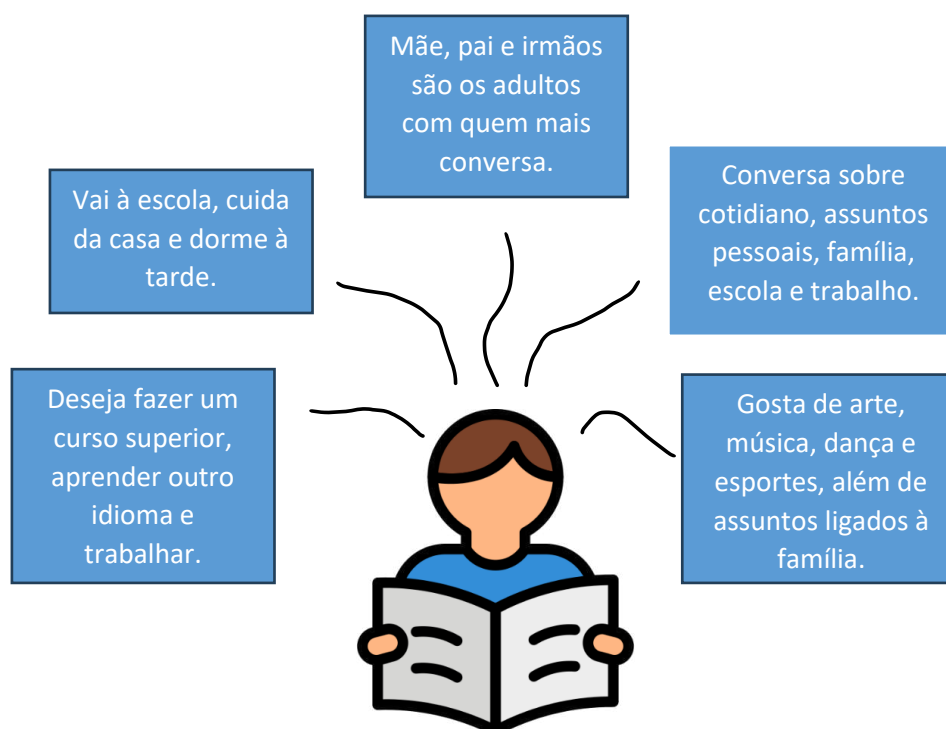 Mãe, pai e irmãos
são os adultos
com quem mais
conversa.
Vai à escola, cuida
da casa e dorme à
tarde.
Conversa sobre
cotidiano, assuntos
pessoais, família,
escola e trabalho.
Deseja fazer um
curso superior,
aprender outro
idioma e
trabalhar.
Gosta de arte,
música, dança e
esportes, além de
assuntos ligados à
família.